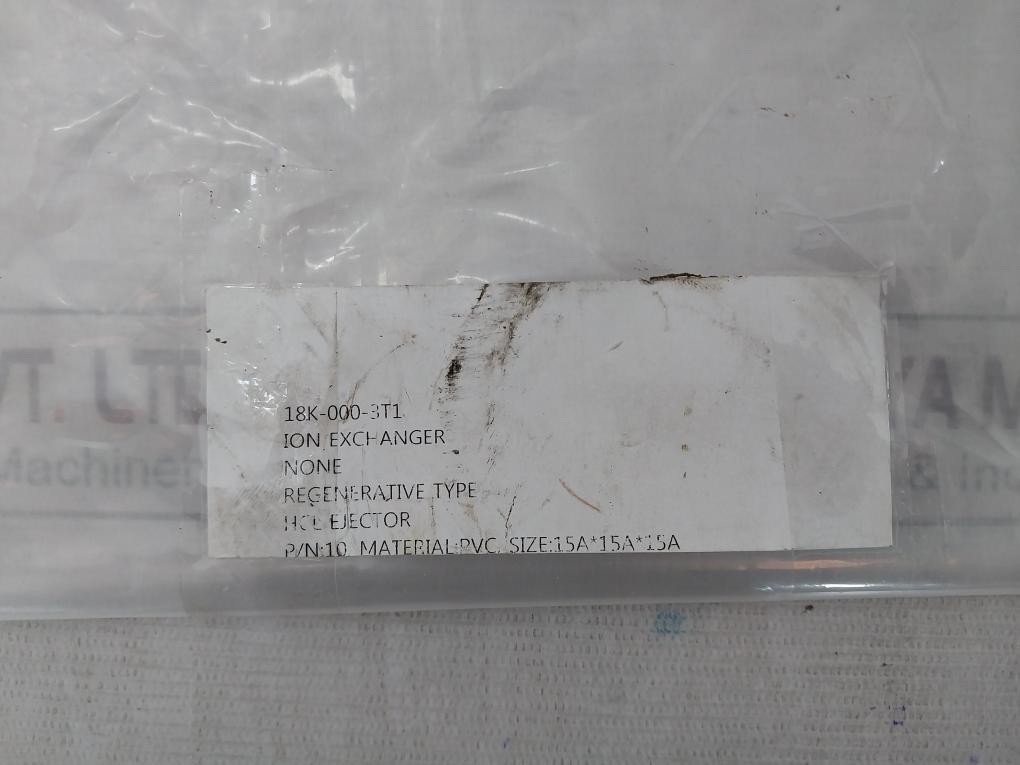 18K-000-3T1
ION EXCHANGER
NONE
REGENERATIVE TYPE
HCL EJECTOR
P/N:10, MATERIAL:PVC, SIZE:15A*15A*15A